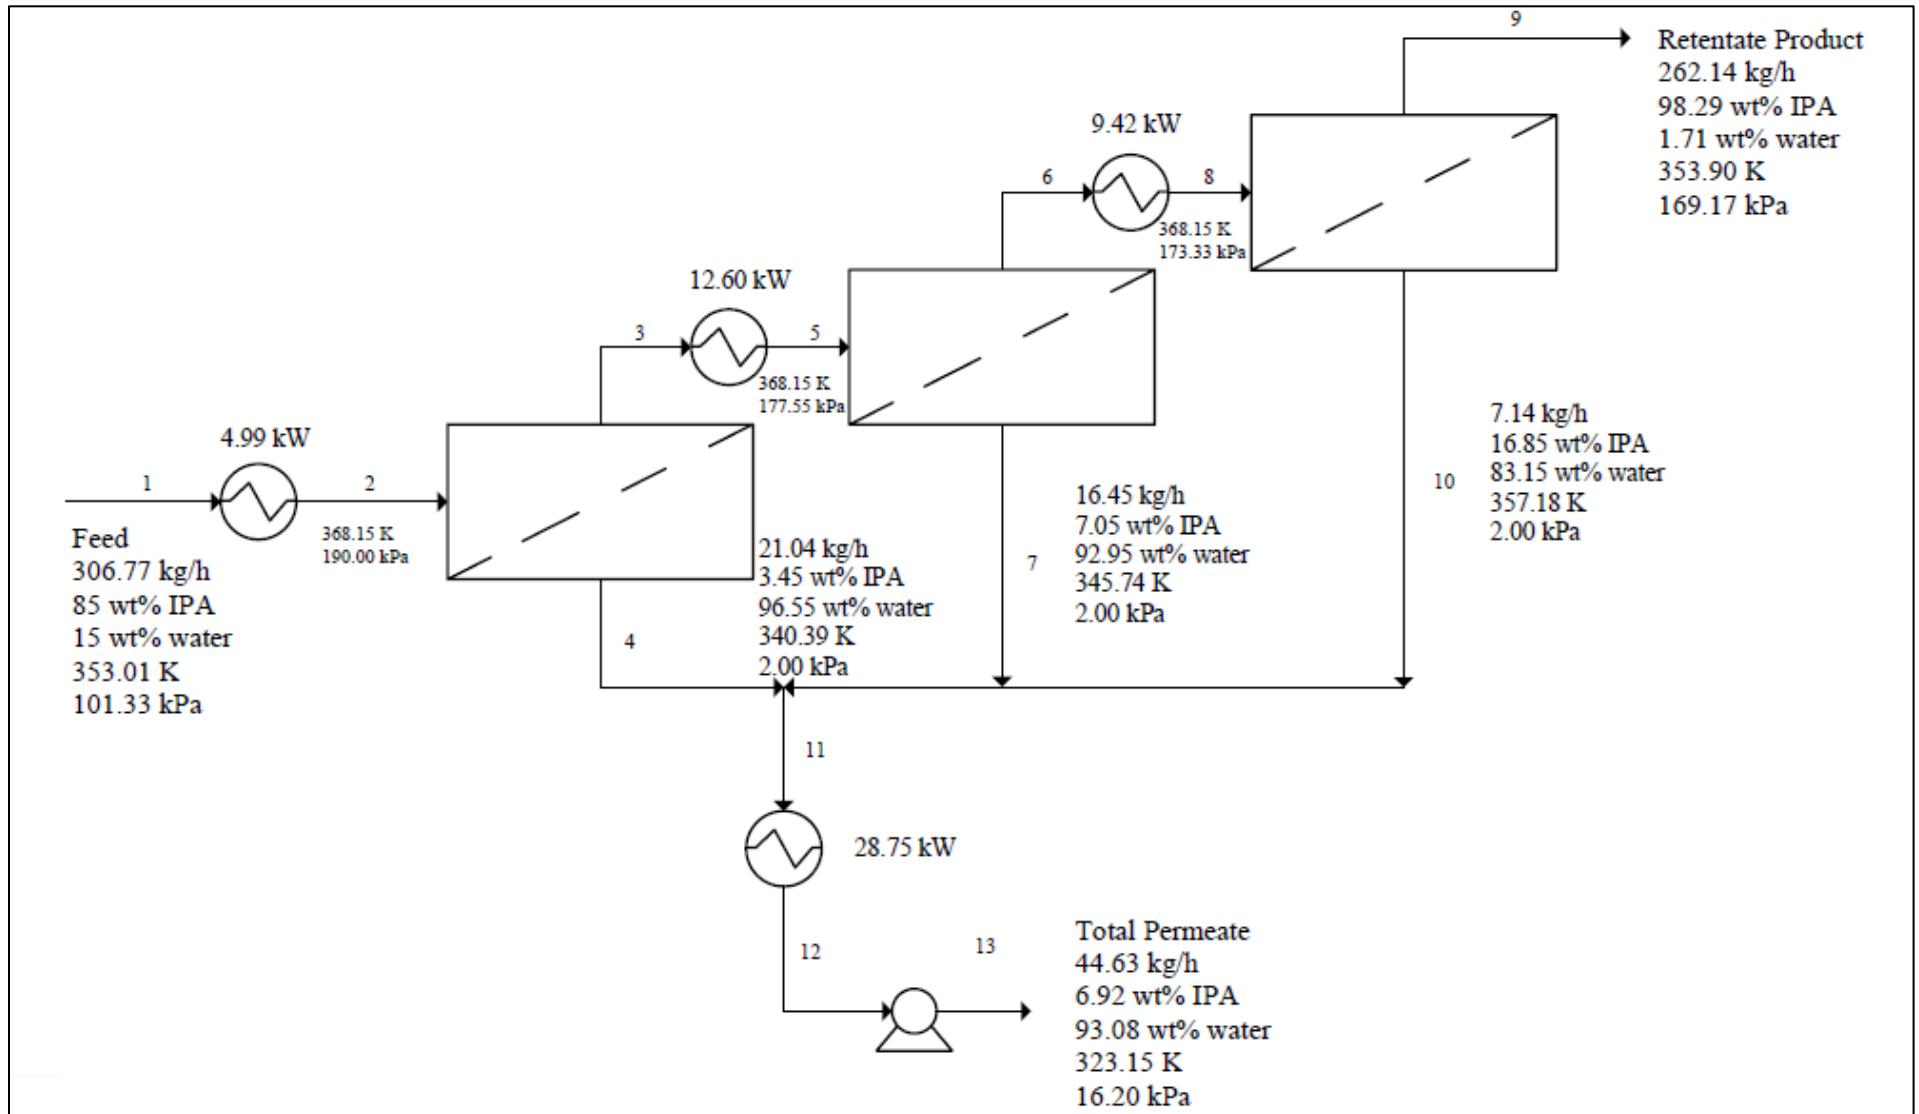 9
Retentate Product
262.14 kg/h
98.29 wt% IPA
1.71 wt% water
353.90 K
169.17 kPa
9.42 kW
6
8
368.15 K
173.33 kPa
12.60 kW
3
5
368.15 K
177.55 kPa
4.99 kW
1
2
368.15 K
190.00 kPa
Feed
306.77 kg/h
85 wt% IPA
15 wt% water
353.01 K
101.33 kPa
21.04 kg/h
3.45 wt% IPA
96.55 wt% water
340.39 K
2.00 kPa
4
16.45 kg/h
7.05 wt% IPA
92.95 wt% water
345.74 K
2.00 kPa
7
7.14 kg/h
16.85 wt% IPA
83.15 wt% water
357.18 K
2.00 kPa
10
11
28.75 kW
12
13
Total Permeate
44.63 kg/h
6.92 wt% IPA
93.08 wt% water
323.15 K
16.20 kPa